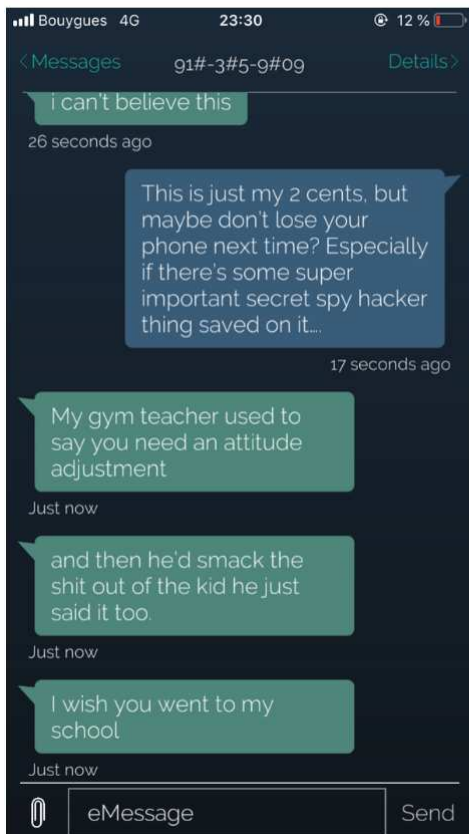 Bouygues 4G 23:30 12 %
<Messages 91#-3#5-9#09 Details>
i can't believe this
26 seconds ago
This is just my 2 cents, but
maybe don't lose your
phone next time? Especially
if there's some super
important secret spy hacker
thing saved on it....
17 seconds ago
My gym teacher used to
say you need an attitude
adjustment
Just now
and then he'd smack the
shit out of the kid he just
said it too.
Just now
I wish you went to my
school
Just now
eMessage Send